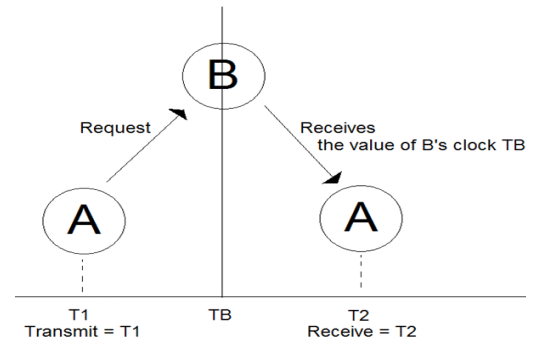 B
Request
Receives
the value of B's clock TB
A
A
T1
TB
T2
Transmit = T1
Receive = T2